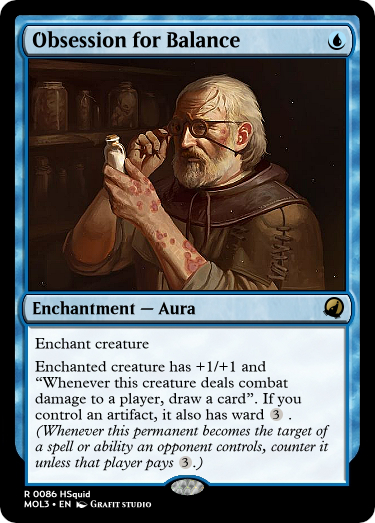 Obsession for Balance
Enchantment — Aura
Enchant creature
Enchanted creature has +1/+1 and
“Whenever this creature deals combat
damage to a player, draw a card”. If you
control an artifact, it also has ward 3 .
(Whenever this permanent becomes the target of
a spell or ability an opponent controls, counter it
unless that player pays 3.)
R 0086 HSquid
MOL3 • EN GRAFIT STUDIO